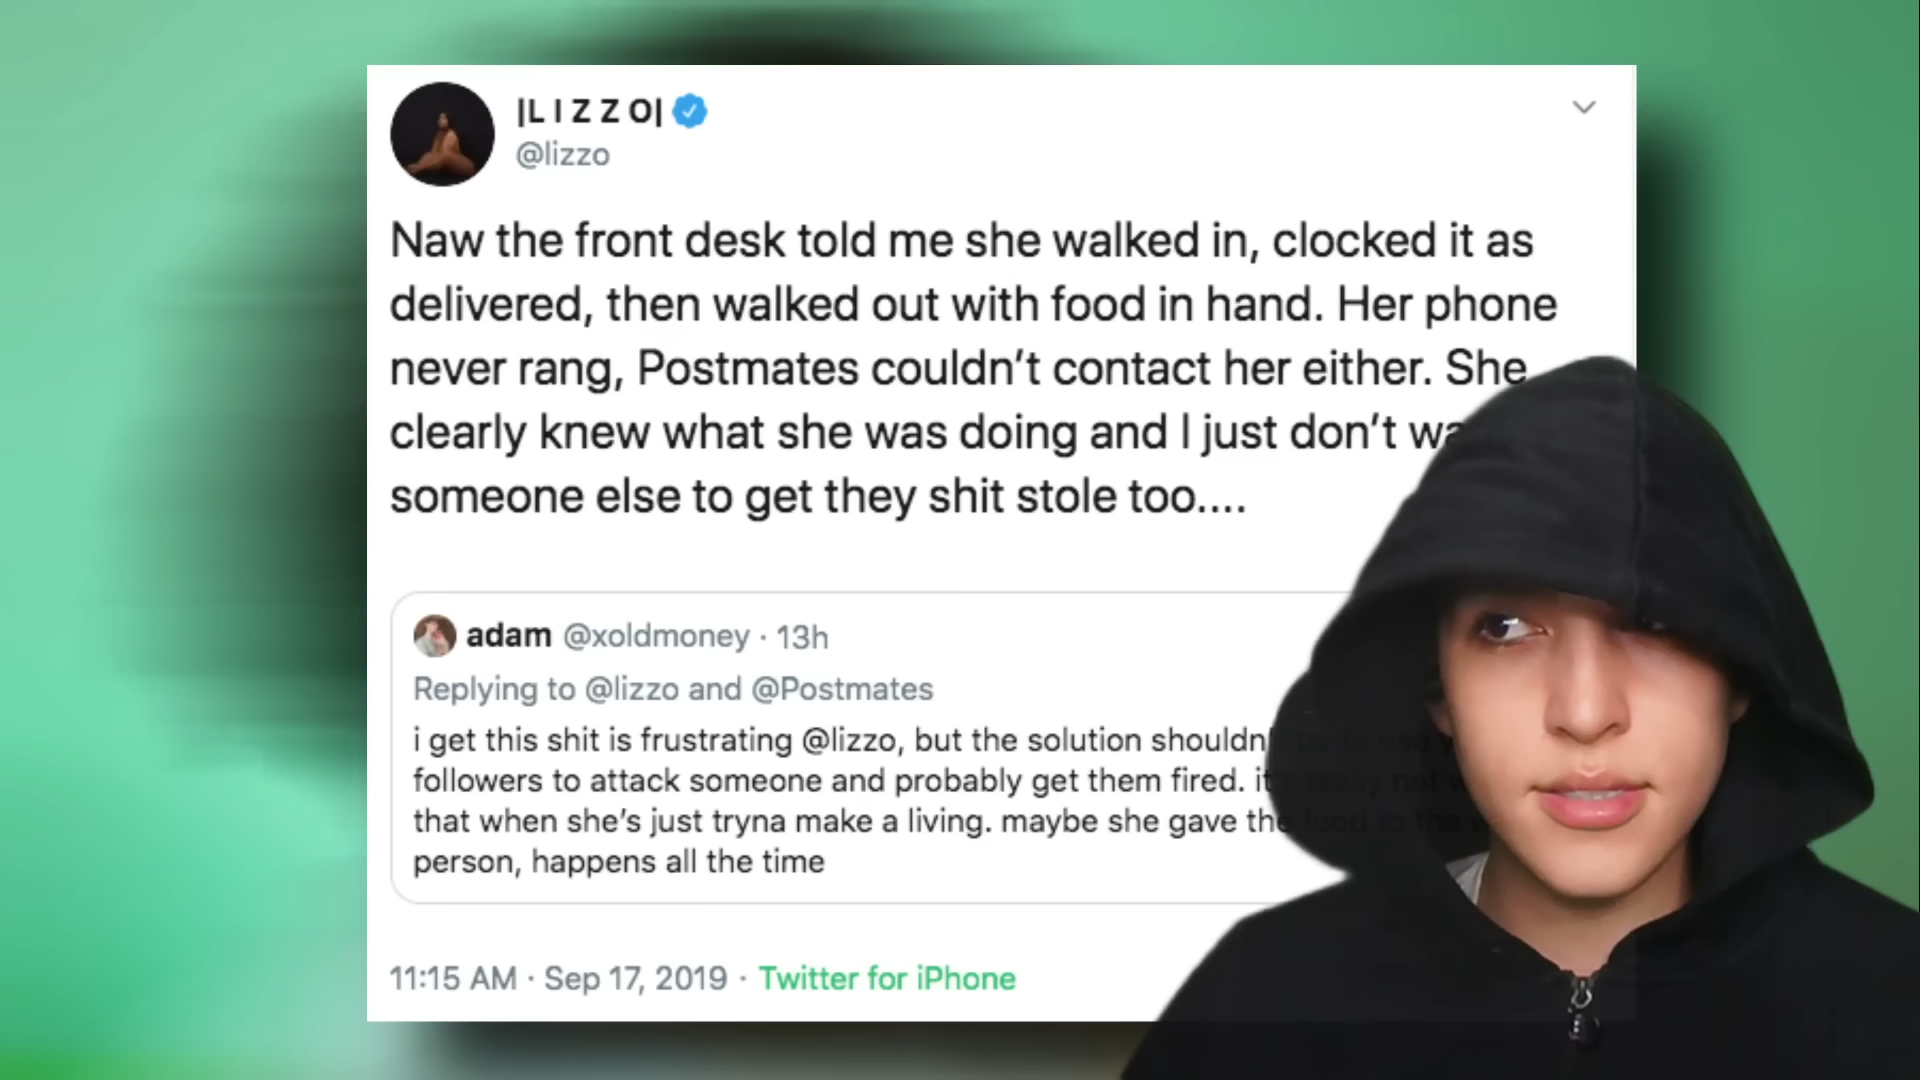 |L I Z Z O|
@lizzo
Naw the front desk told me she walked in, clocked it as
delivered, then walked out with food in hand. Her phone
never rang, Postmates couldn’t contact her either. She
clearly knew what she was doing and I just don’t
someone else to get they shit stole too....
adam @xoldmoney · 13h
Replying to @lizzo and @Postmates
i get this shit is frustrating @lizzo, but the solution
followers to attack someone and probably get them fired. really not
that when she’s just tryna make a living. maybe she gave the food to the
person, happens all the time
11:15 AM · Sep 17, 2019 · Twitter for iPhone